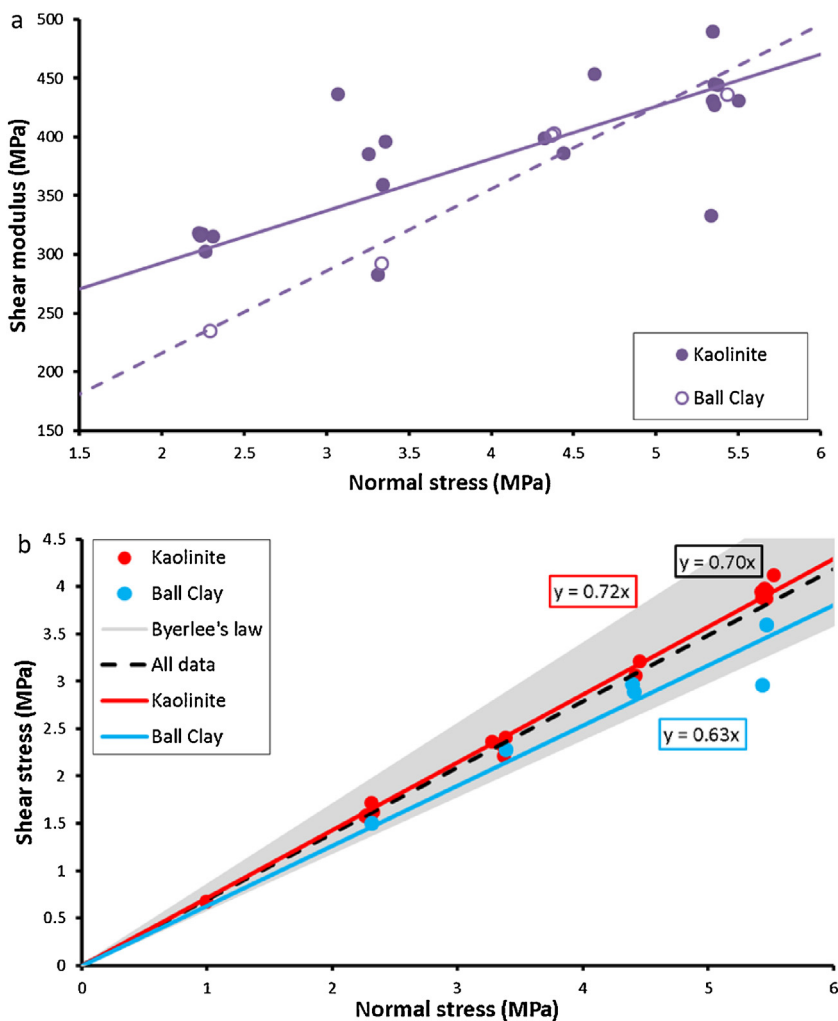 a
500
450
400
350
300
250
200
150
Shear modulus (MPa)
Kaolinite
Ball Clay
1.5 2 2.5 3 3.5 4 4.5 5 5.5 6
Normal stress (MPa)
b
4.5
4
3.5
3
2.5
2
1.5
1
0.5
0
Shear stress (MPa)
Kaolinite
Ball Clay
Byerlee's law
All data
Kaolinite
Ball Clay
y = 0.72x
y = 0.70x
y = 0.63x
0 1 2 3 4 5 6
Normal stress (MPa)